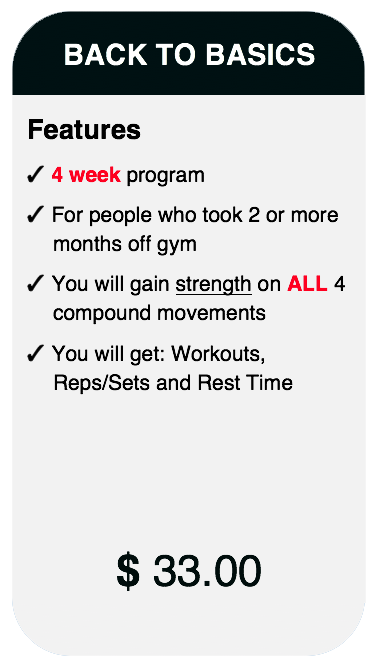 BACK TO BASICS
Features
✓ 4 week program
✓ For people who took 2 or more
months off gym
✓ You will gain strength on ALL 4
compound movements
✓ You will get: Workouts,
Reps/Sets and Rest Time
$ 33.00